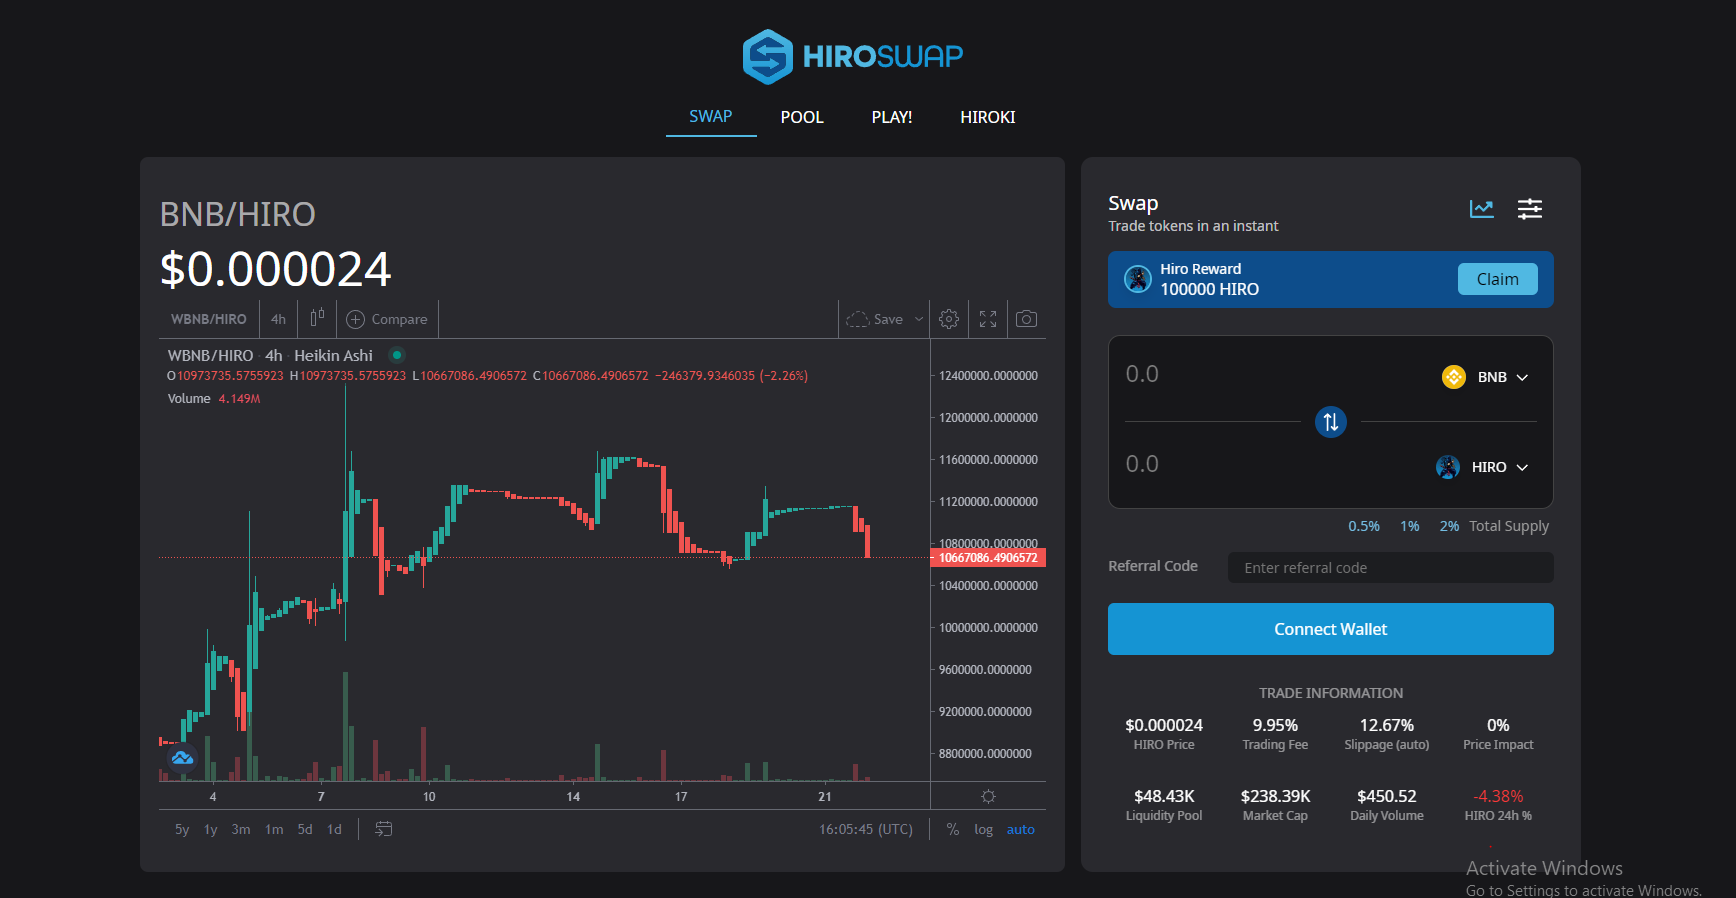 HIROSWAP
SWAP POOL PLAY! HIROKI
BNB/HIRO
$0.000024
WBNB/HIRO 4h Compare Save
WBNB/HIRO · 4h · Heikin Ashi
O10973735.5755923 H10973735.5755923 L10667086.4906572 C10667086.4906572 −246379.9346035 (−2.26%)
Volume 4.149M
12400000.0000000
12000000.0000000
11600000.0000000
11200000.0000000
10800000.0000000
10667086.4906572
10400000.0000000
10000000.0000000
9600000.0000000
9200000.0000000
8800000.0000000
4 7 10 14 17 21
5y 1y 3m 1m 5d 1d 16:05:45 (UTC) % log auto
Swap
Trade tokens in an instant
Hiro Reward
100000 HIRO
Claim
0.0 BNB
0.0 HIRO
0.5% 1% 2% Total Supply
Referral Code Enter referral code
Connect Wallet
TRADE INFORMATION
$0.000024 9.95% 12.67% 0%
HIRO Price Trading Fee Slippage (auto) Price Impact
$48.43K $238.39K $450.52 -4.38%
Liquidity Pool Market Cap Daily Volume HIRO 24h %
Activate Windows
Go to Settings to activate Windows.